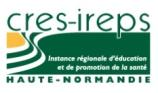 cres-ireps
Instance régionale d'éducation
et de promotion de la santé
HAUTE-NORMANDIE